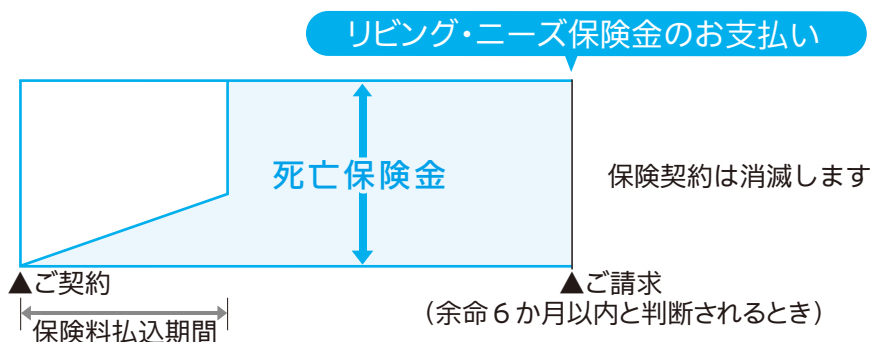 リビング・ニーズ保険金のお支払い
死亡保険金
保険契約は消滅します
▲ご契約
▲ご請求
（余命６か月以内と判断されるとき）
保険料払込期間